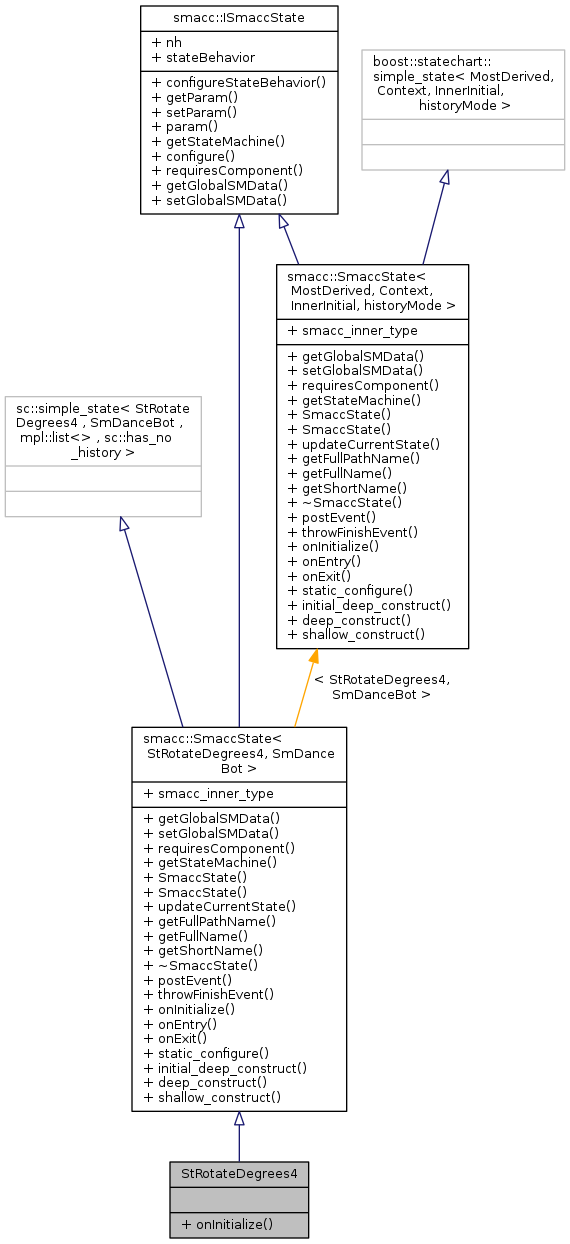 smacc::ISmaccState
+ nh
+ stateBehavior
+ configureStateBehavior()
+ getParam()
+ setParam()
+ param()
+ getStateMachine()
+ configure()
+ requiresComponent()
+ getGlobalSMData()
+ setGlobalSMData()
boost::statechart::
simple_state< MostDerived,
Context, InnerInitial,
historyMode >
smacc::SmaccState<
MostDerived, Context,
InnerInitial, historyMode >
+ smacc_inner_type
+ getGlobalSMData()
+ setGlobalSMData()
+ requiresComponent()
+ getStateMachine()
+ SmaccState()
+ SmaccState()
+ updateCurrentState()
+ getFullPathName()
+ getFullName()
+ getShortName()
+ ~SmaccState()
+ postEvent()
+ throwFinishEvent()
+ onInitialize()
+ onEntry()
+ onExit()
+ static_configure()
+ initial_deep_construct()
+ deep_construct()
+ shallow_construct()
sc::simple_state< StRotate
Degrees4 , SmDanceBot ,
mpl::list<> , sc::has_no
_history >
< StRotateDegrees4,
SmDanceBot >
smacc::SmaccState<
StRotateDegrees4, SmDance
Bot >
+ smacc_inner_type
+ getGlobalSMData()
+ setGlobalSMData()
+ requiresComponent()
+ getStateMachine()
+ SmaccState()
+ SmaccState()
+ updateCurrentState()
+ getFullPathName()
+ getFullName()
+ getShortName()
+ ~SmaccState()
+ postEvent()
+ throwFinishEvent()
+ onInitialize()
+ onEntry()
+ onExit()
+ static_configure()
+ initial_deep_construct()
+ deep_construct()
+ shallow_construct()
StRotateDegrees4
+ onInitialize()